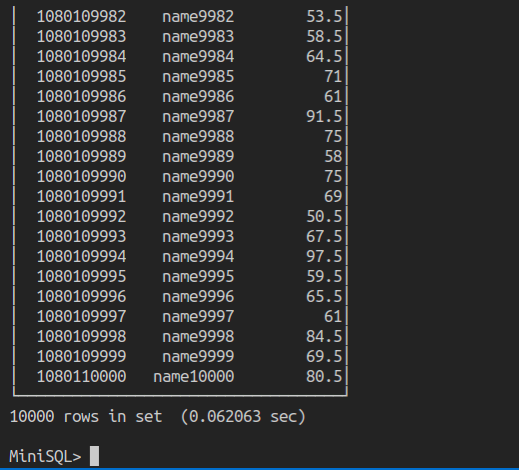 1080109982 name9982 53.5
1080109983 name9983 58.5
1080109984 name9984 64.5
1080109985 name9985 71
1080109986 name9986 61
1080109987 name9987 91.5
1080109988 name9988 75
1080109989 name9989 58
1080109990 name9990 75
1080109991 name9991 69
1080109992 name9992 50.5
1080109993 name9993 67.5
1080109994 name9994 97.5
1080109995 name9995 59.5
1080109996 name9996 65.5
1080109997 name9997 61
1080109998 name9998 84.5
1080109999 name9999 69.5
1080110000 name10000 80.5
10000 rows in set (0.062063 sec)
MiniSQL>